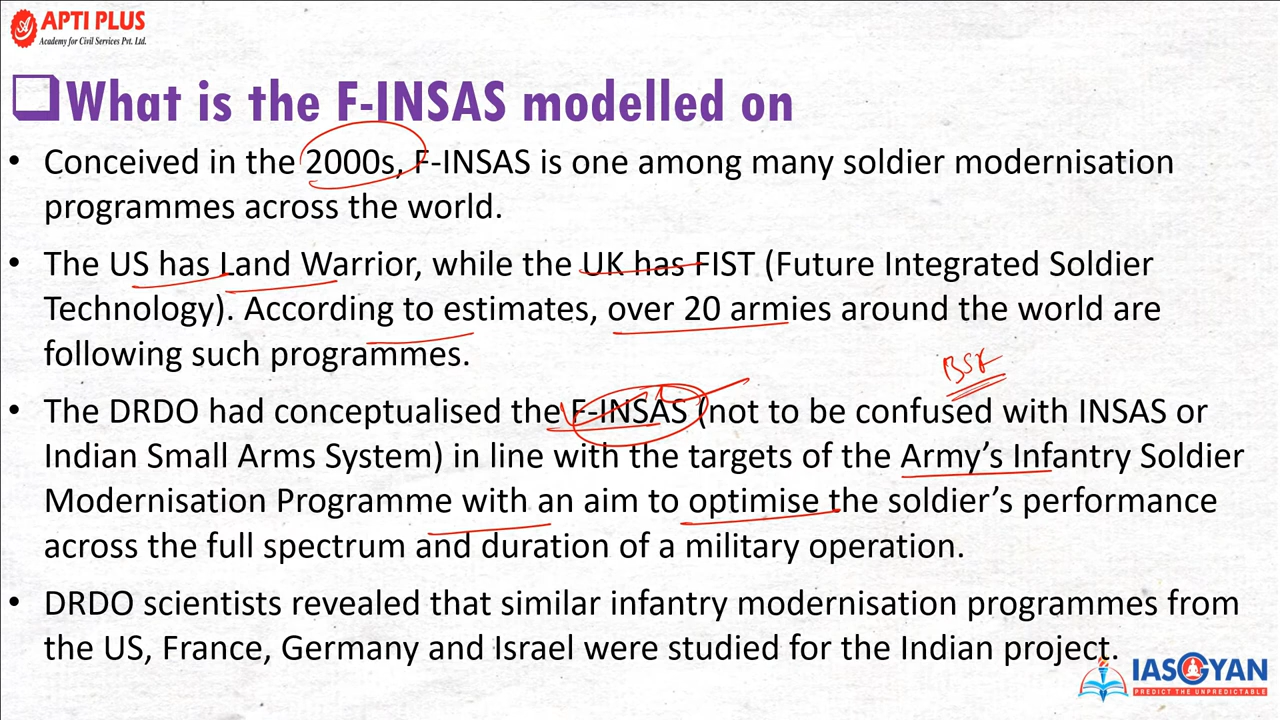 APTI PLUS
Academy for Civil Services Pvt. Ltd.
What is the F-INSAS modelled on
• Conceived in the 2000s, F-INSAS is one among many soldier modernisation
programmes across the world.
• The US has Land Warrior, while the UK has FIST (Future Integrated Soldier
Technology). According to estimates, over 20 armies around the world are
following such programmes.
BSF
• The DRDO had conceptualised the F-INSAS (not to be confused with INSAS or
Indian Small Arms System) in line with the targets of the Army’s Infantry Soldier
Modernisation Programme with an aim to optimise the soldier’s performance
across the full spectrum and duration of a military operation.
• DRDO scientists revealed that similar infantry modernisation programmes from
the US, France, Germany and Israel were studied for the Indian project.
IASGYAN
PREDICT THE UNPREDICTABLE